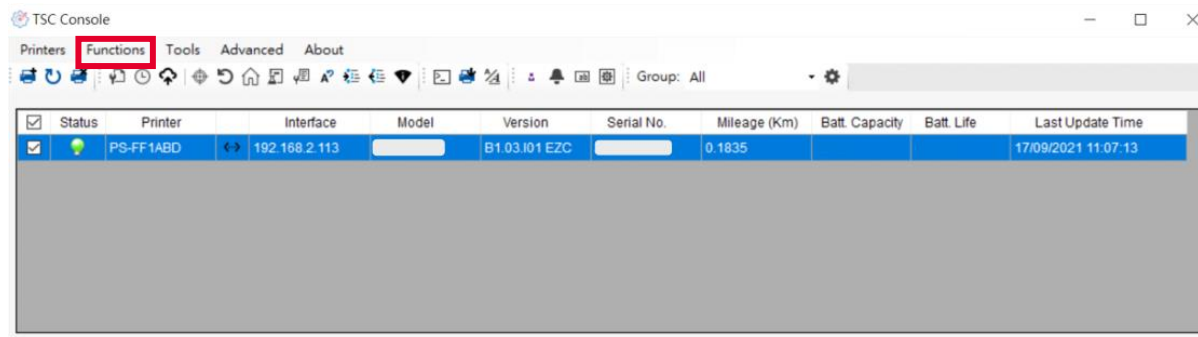 TSC Console
Printers Functions Tools Advanced About
Group: All
Status Printer Interface Model Version Serial No. Mileage (Km) Batt. Capacity Batt. Life Last Update Time
PS-FF1ABD 192.168.2.113 B1.03.I01 EZC 0.1835 17/09/2021 11:07:13